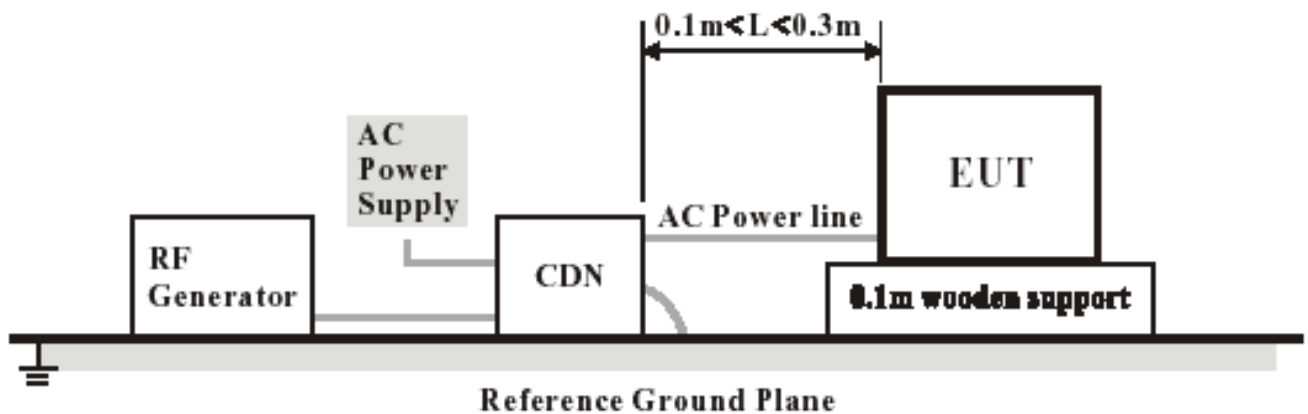 0.1m<L<0.3m
AC
Power
Supply
EUT
AC Power line
RF
Generator
CDN
0.1m wooden support
Reference Ground Plane